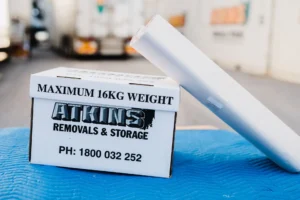 MAXIMUM 16KG WEIGHT
ATKINS
REMOVALS & STORAGE
PH: 1800 032 252